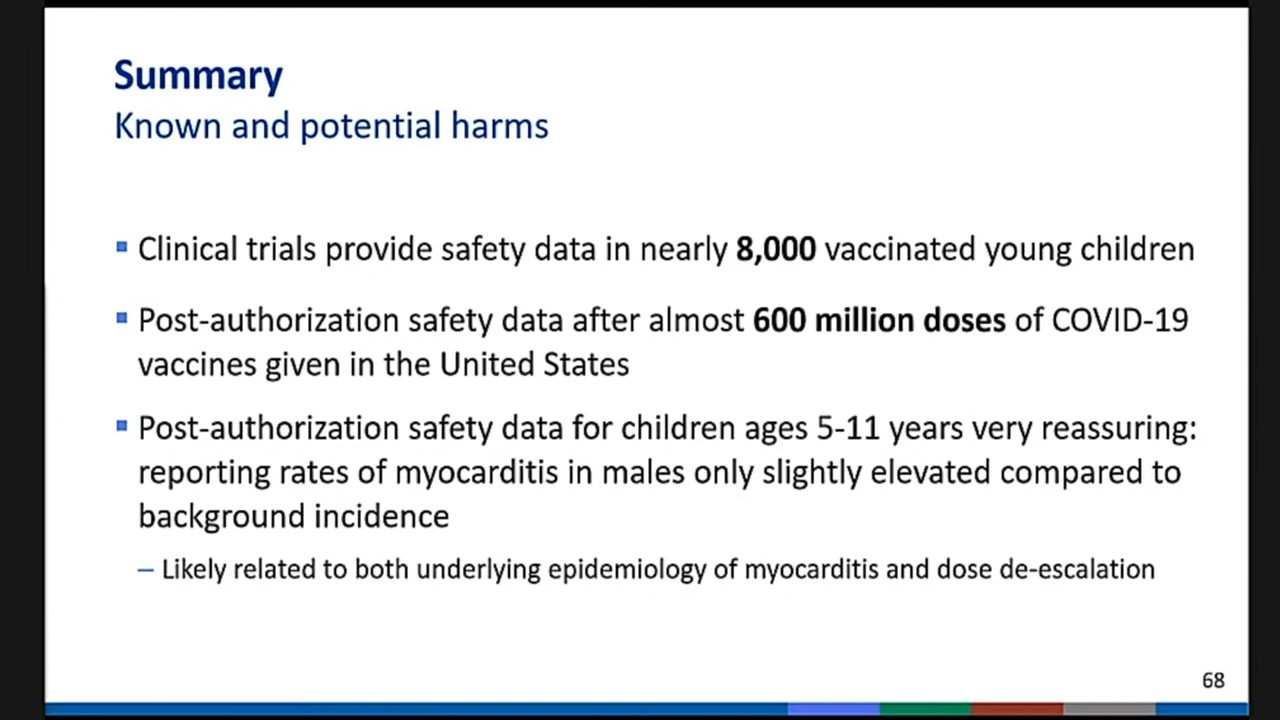 Summary
Known and potential harms
▪ Clinical trials provide safety data in nearly 8,000 vaccinated young children
▪ Post-authorization safety data after almost 600 million doses of COVID-19
vaccines given in the United States
▪ Post-authorization safety data for children ages 5-11 years very reassuring:
reporting rates of myocarditis in males only slightly elevated compared to
background incidence
– Likely related to both underlying epidemiology of myocarditis and dose de-escalation
68